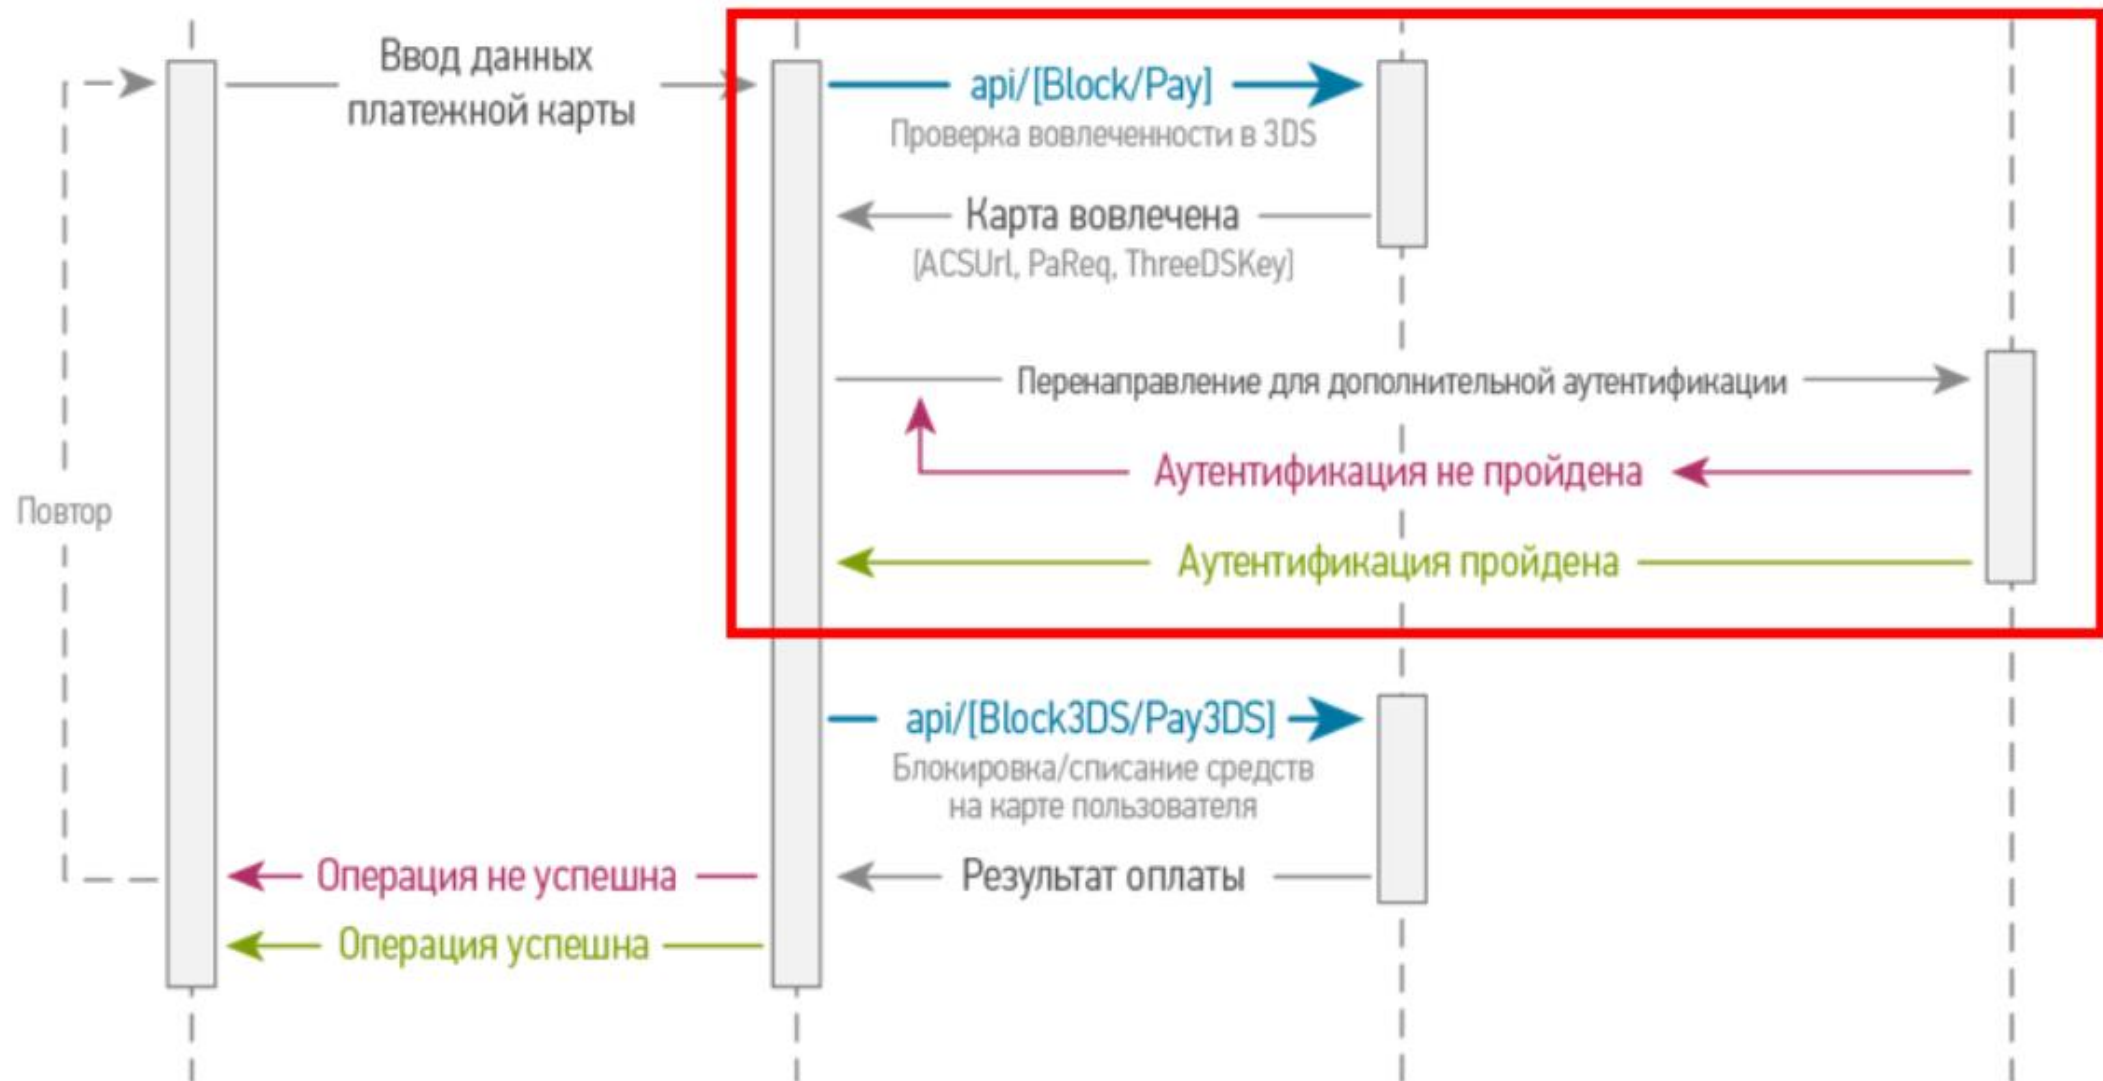 Ввод данных
платежной карты
api/[Block/Pay]
Проверка вовлеченности в 3DS
Карта вовлечена
[ACSUrl, PaReq, ThreeDSKey]
Перенаправление для дополнительной аутентификации
Аутентификация не пройдена
Повтор
Аутентификация пройдена
api/[Block3DS/Pay3DS]
Блокировка/списание средств
на карте пользователя
Операция не успешна
Результат оплаты
Операция успешна